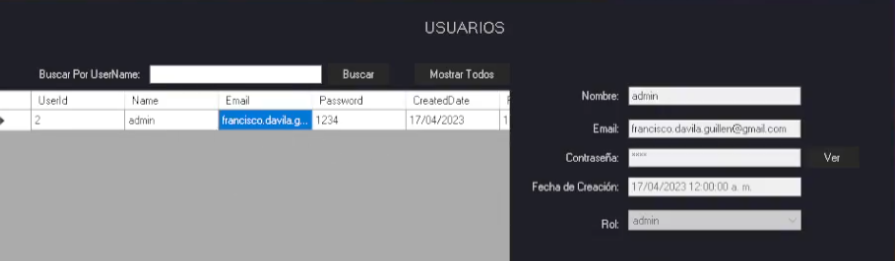 USUARIOS
Buscar Por UserName: Buscar Mostrar Todos
UserId Name Email Password CreatedDate
2 admin francisco.davila.g... 1234 17/04/2023 1
Nombre: admin
Email: francisco.davila.guillen@gmail.com
Contraseña: **** Ver
Fecha de Creación: 17/04/2023 12:00:00 a. m.
Rol: admin